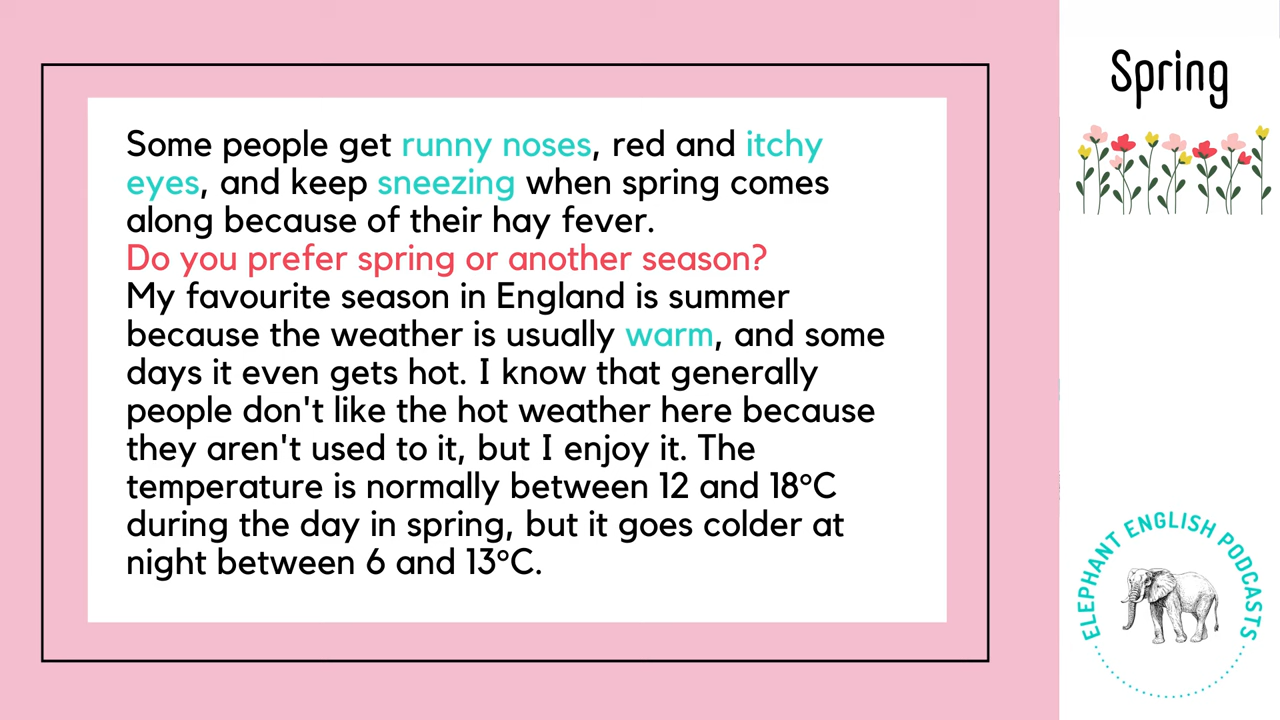 Some people get runny noses, red and itchy
eyes, and keep sneezing when spring comes
along because of their hay fever.
Do you prefer spring or another season?
My favourite season in England is summer
because the weather is usually warm, and some
days it even gets hot. I know that generally
people don't like the hot weather here because
they aren't used to it, but I enjoy it. The
temperature is normally between 12 and 18°C
during the day in spring, but it goes colder at
night between 6 and 13°C.
Spring
ELEPHANT ENGLISH PODCASTS